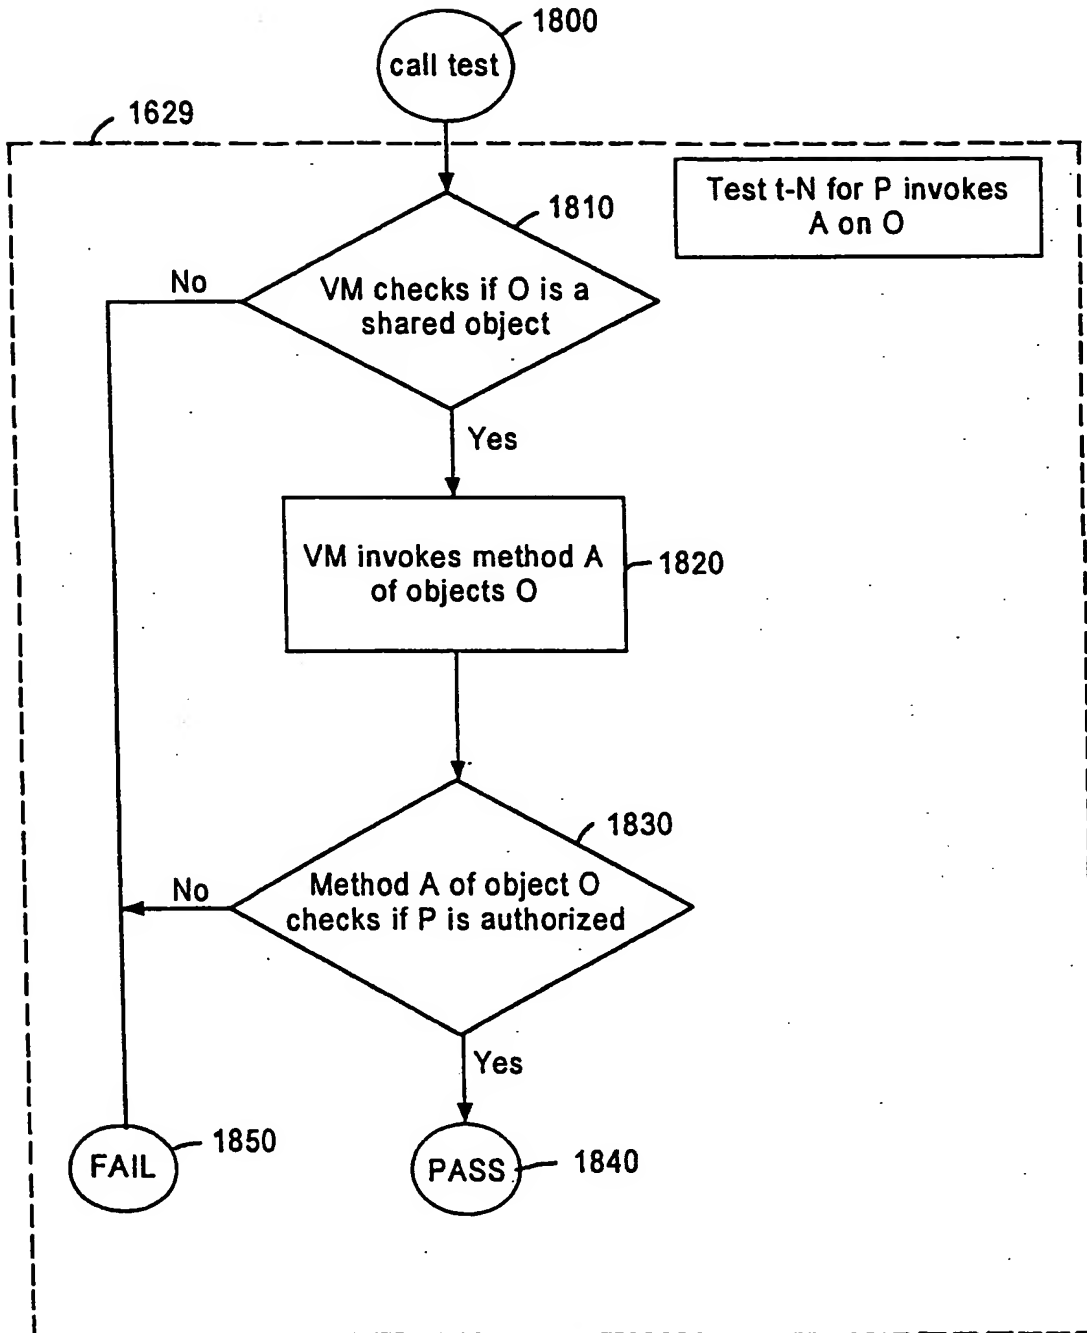 1800
call test
1629
Test t-N for P invokes
A on O
1810
No
VM checks if O is a
shared object
Yes
VM invokes method A
of objects O
1820
1830
No
Method A of object O
checks if P is authorized
Yes
1850
FAIL
PASS
1840